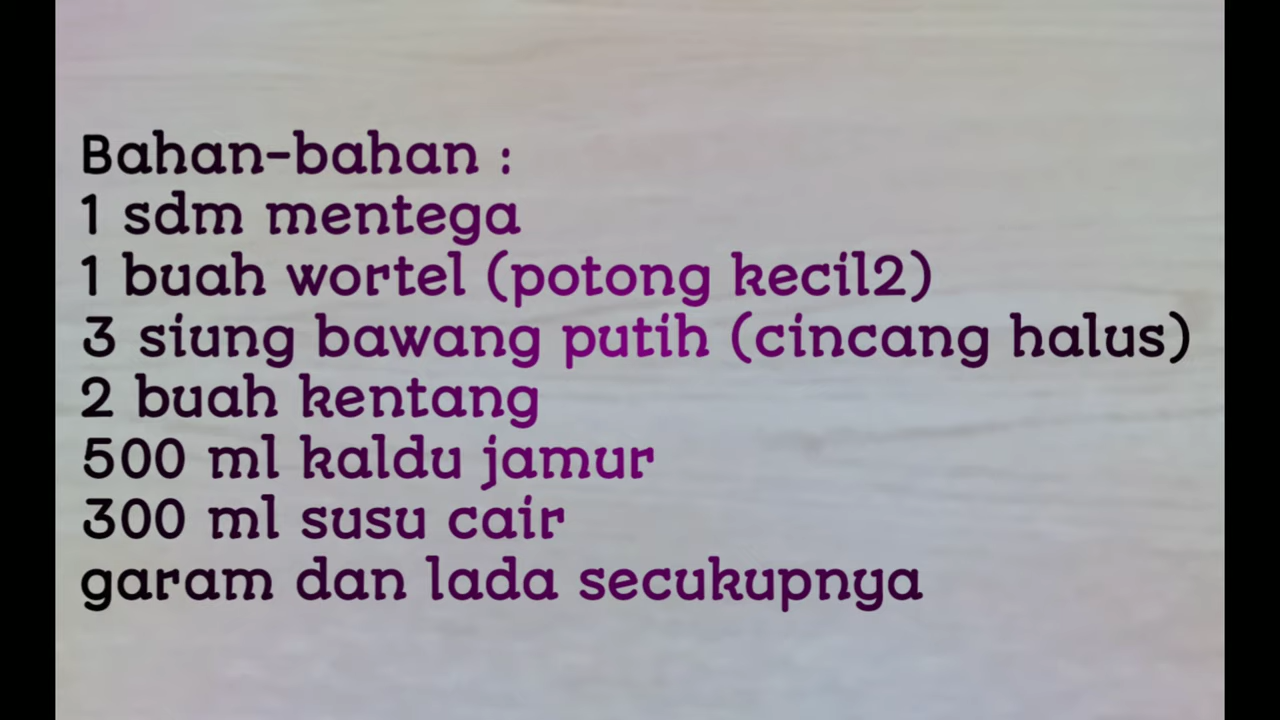 Bahan-bahan :
1 sdm mentega
1 buah wortel (potong kecil2)
3 siung bawang putih (cincang halus)
2 buah kentang
500 ml kaldu jamur
300 ml susu cair
garam dan lada secukupnya